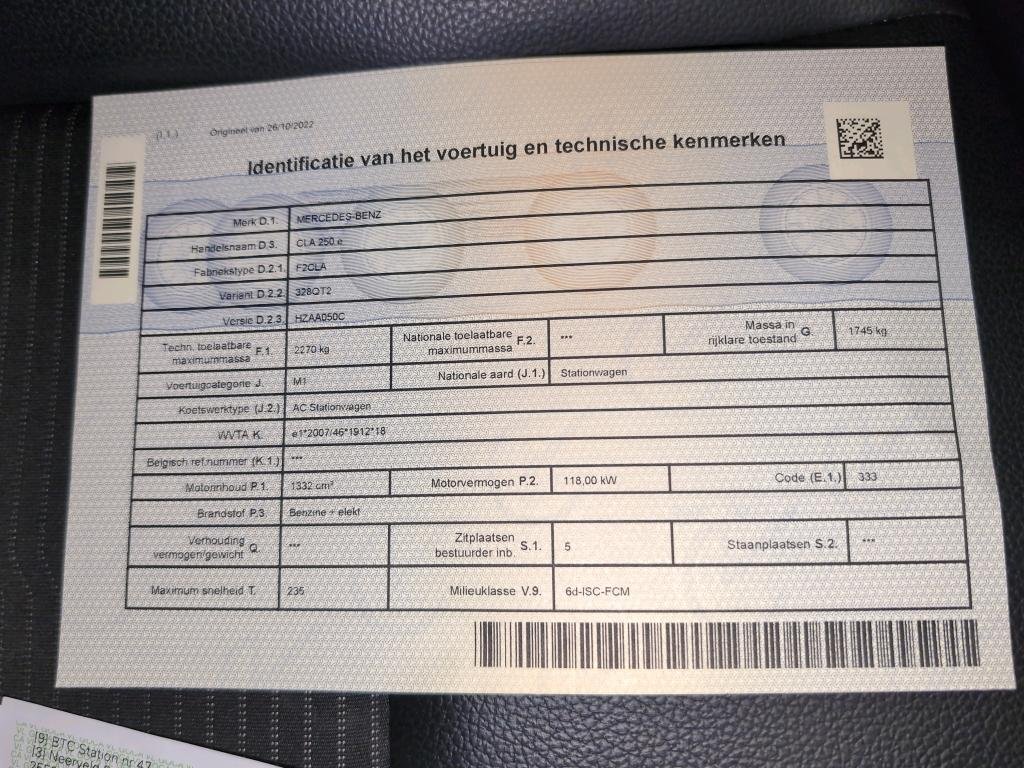 (I.1.) Origineel van 26/10/2022
Identificatie van het voertuig en technische kenmerken
Merk D.1. MERCEDES-BENZ
Handelsnaam D.3. CLA 250 e
Fabriekstype D.2.1. F2CLA
Variant D.2.2. 328QT2
Versie D.2.3. HZAA050C
Techn. toelaatbare maximummassa F.1. 2270 kg Nationale toelaatbare maximummassa F.2. *** Massa in rijklare toestand G. 1745 kg
Voertuigcategorie J. M1 Nationale aard (J.1.) Stationwagen
Koetswerktype (J.2.) AC Stationwagen
WVTA K. e1*2007/46*1912*18
Belgisch ref.nummer (K.1.) ***
Motorinhoud P.1. 1332 cm³ Motorvermogen P.2. 118,00 kW Code (E.1.) 333
Brandstof P.3. Benzine + elekt
Verhouding vermogen/gewicht Q. *** Zitplaatsen bestuurder inb. S.1. 5 Staanplaatsen S.2. ***
Maximum snelheid T. 235 Milieuklasse V.9. 6d-ISC-FCM
[9] BTC Station nr 47
[3] Neerveld